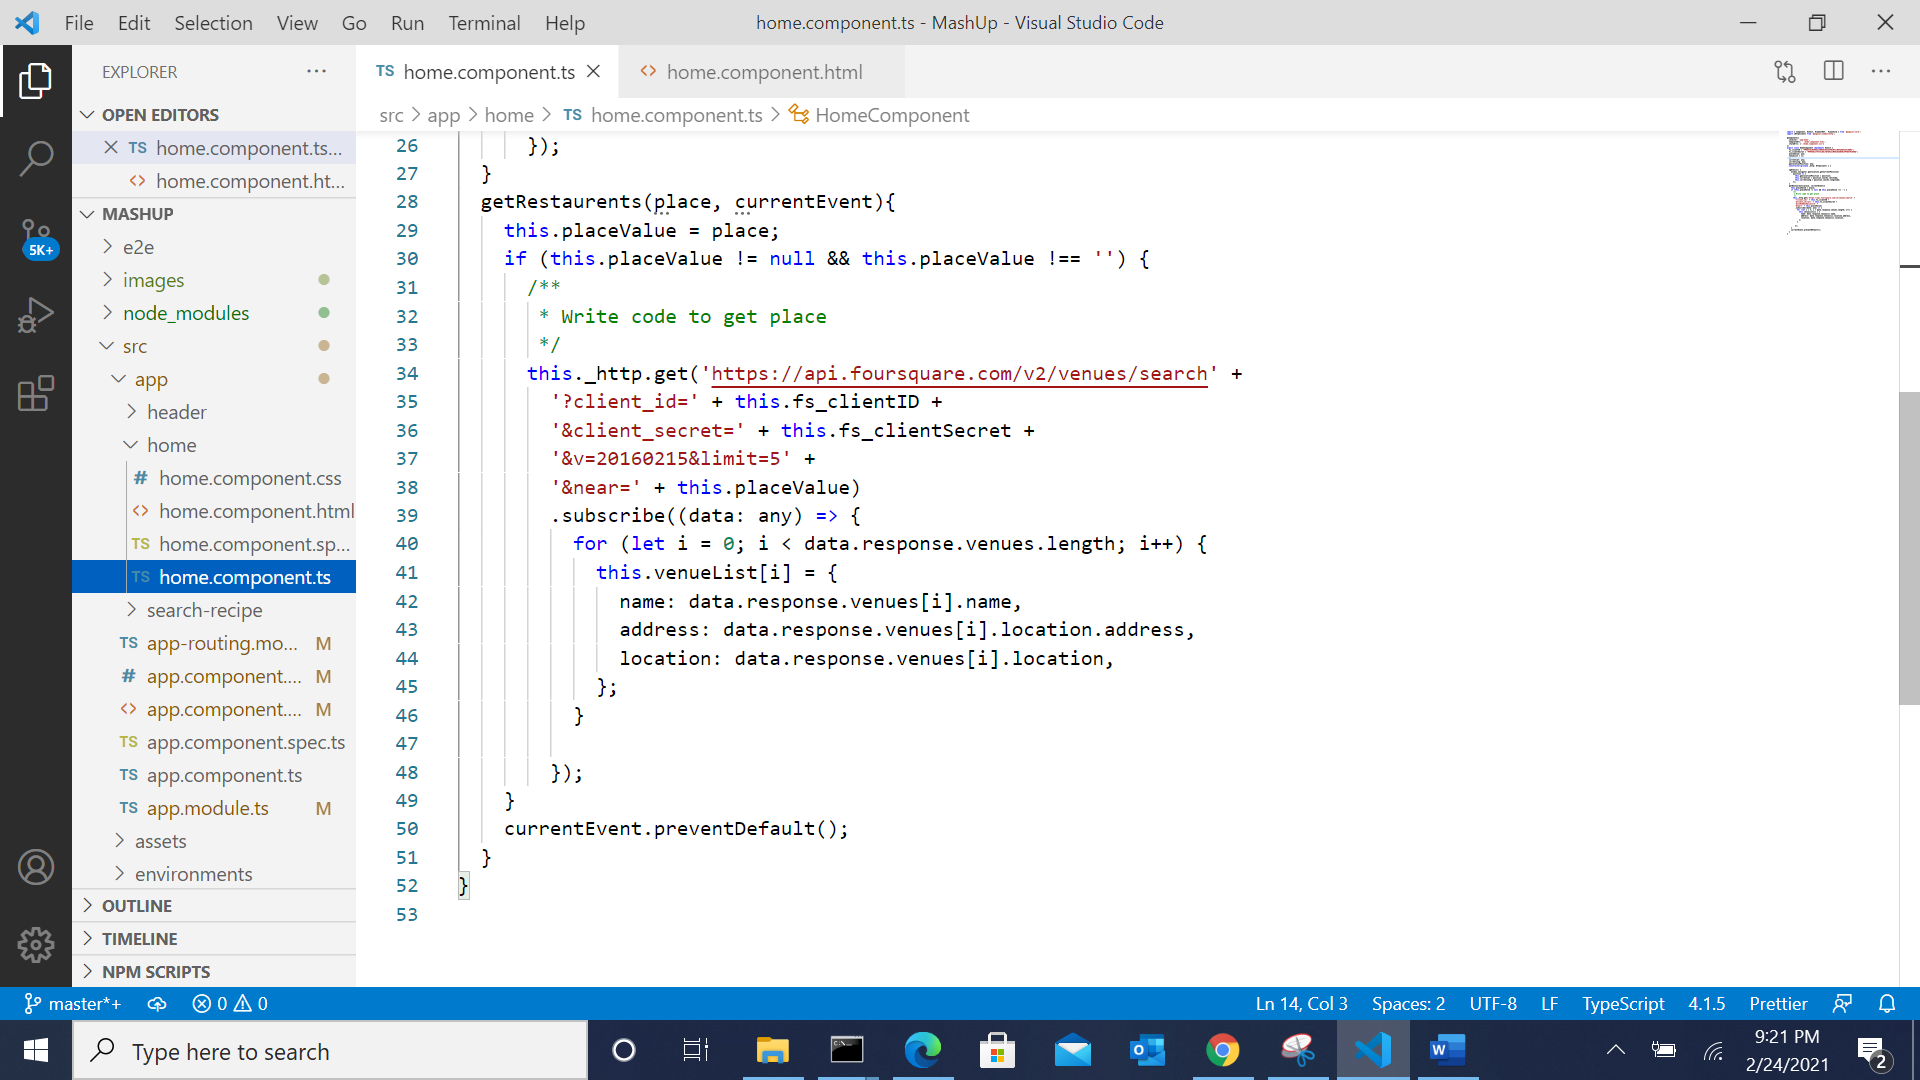 File Edit Selection View Go Run Terminal Help
home.component.ts - MashUp - Visual Studio Code
EXPLORER
OPEN EDITORS
TS home.component.ts...
<> home.component.ht...
MASHUP
e2e
images
node_modules
src
app
header
home
# home.component.css
<> home.component.html
TS home.component.sp...
TS home.component.ts
search-recipe
TS app-routing.mo... M
# app.component.... M
<> app.component.... M
TS app.component.spec.ts
TS app.component.ts
TS app.module.ts M
assets
environments
OUTLINE
TIMELINE
NPM SCRIPTS
5K+
TS home.component.ts
<> home.component.html
src > app > home > TS home.component.ts > HomeComponent
26 });
27 }
28 getRestaurents(place, currentEvent){
29 this.placeValue = place;
30 if (this.placeValue != null && this.placeValue !== '') {
31 /**
32 * Write code to get place
33 */
34 this._http.get('https://api.foursquare.com/v2/venues/search' +
35 '?client_id=' + this.fs_clientID +
36 '&client_secret=' + this.fs_clientSecret +
37 '&v=20160215&limit=5' +
38 '&near=' + this.placeValue)
39 .subscribe((data: any) => {
40 for (let i = 0; i < data.response.venues.length; i++) {
41 this.venueList[i] = {
42 name: data.response.venues[i].name,
43 address: data.response.venues[i].location.address,
44 location: data.response.venues[i].location,
45 };
46 }
47
48 });
49 }
50 currentEvent.preventDefault();
51 }
52 }
53
master*+ 0 0
Ln 14, Col 3 Spaces: 2 UTF-8 LF TypeScript 4.1.5 Prettier
Type here to search
9:21 PM
2/24/2021
2